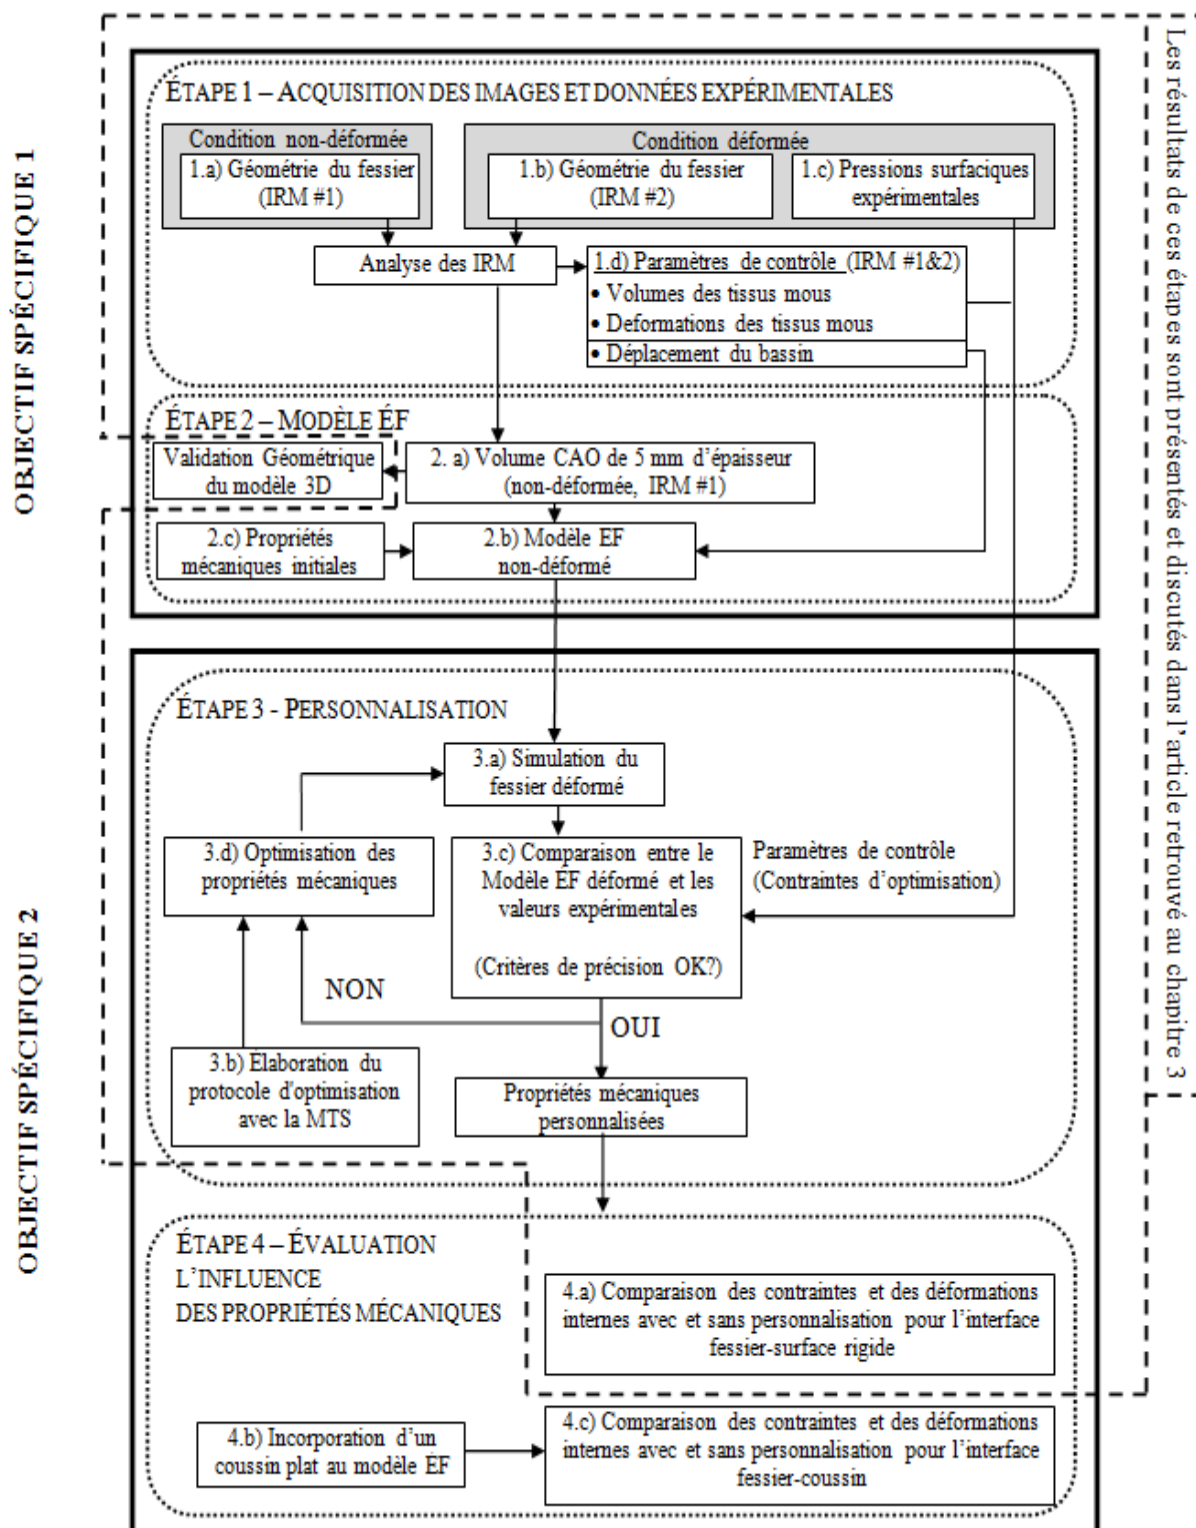 OBJECTIF SPÉCIFIQUE 1
ÉTAPE 1 – ACQUISITION DES IMAGES ET DONNÉES EXPÉRIMENTALES
Condition non-déformée
1.a) Géométrie du fessier
(IRM #1)
Condition déformée
1.b) Géométrie du fessier
(IRM #2)
1.c) Pressions surfaciques
expérimentales
Analyse des IRM
1.d) Paramètres de contrôle (IRM #1&2)
• Volumes des tissus mous
• Deformations des tissus mous
• Déplacement du bassin
ÉTAPE 2 – MODÈLE ÉF
Validation Géométrique
du modèle 3D
2. a) Volume CAO de 5 mm d'épaisseur
(non-déformée, IRM #1)
2.c) Propriétés
mécaniques initiales
2.b) Modèle EF
non-déformé
OBJECTIF SPÉCIFIQUE 2
ÉTAPE 3 - PERSONNALISATION
3.a) Simulation du
fessier déformé
3.d) Optimisation des
propriétés mécaniques
3.c) Comparaison entre le
Modèle EF déformé et les
valeurs expérimentales
(Critères de précision OK?)
Paramètres de contrôle
(Contraintes d'optimisation)
NON
OUI
3.b) Élaboration du
protocole d'optimisation
avec la MTS
Propriétés mécaniques
personnalisées
ÉTAPE 4 – ÉVALUATION
L'INFLUENCE
DES PROPRIÉTÉS MÉCANIQUES
4.a) Comparaison des contraintes et des déformations
internes avec et sans personnalisation pour l'interface
fessier-surface rigide
4.b) Incorporation d'un
coussin plat au modèle EF
4.c) Comparaison des contraintes et des déformations
internes avec et sans personnalisation pour l'interface
fessier-coussin
Les résultats de ces étapes sont présentés et discutés dans l'article retrouvé au chapitre 3